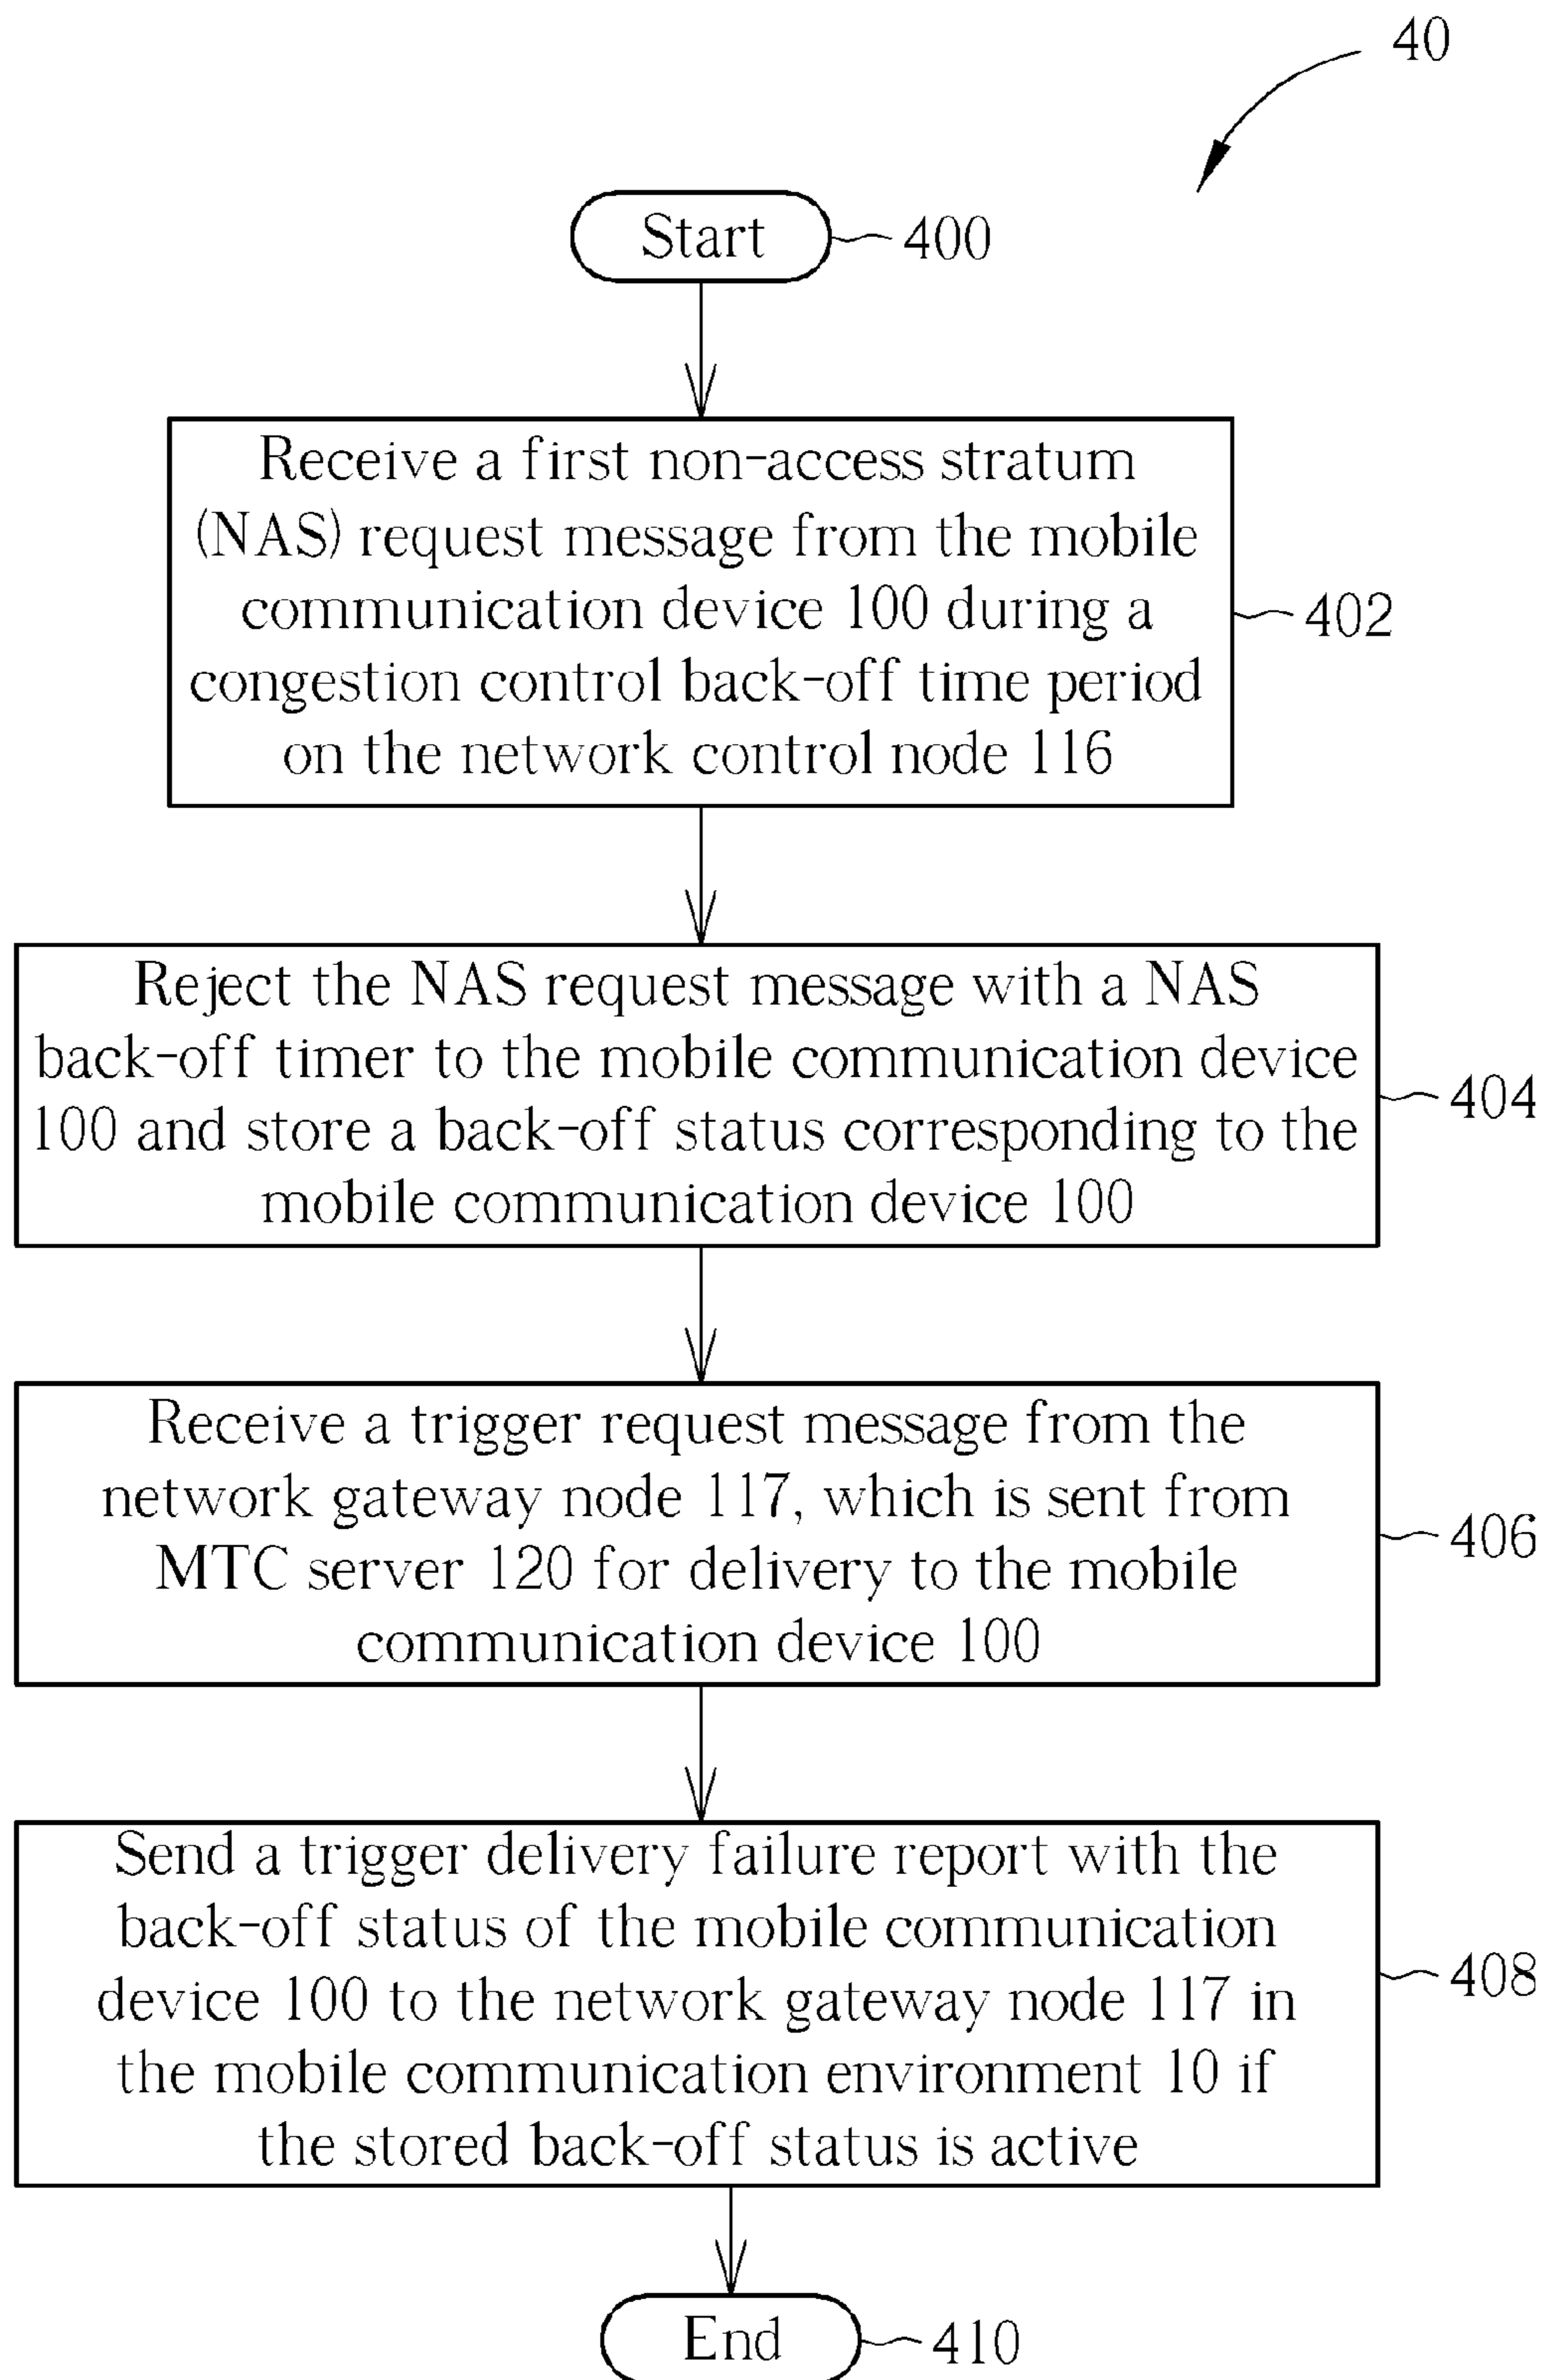 40
Start
400
Receive a first non-access stratum
(NAS) request message from the mobile
communication device 100 during a
congestion control back-off time period
on the network control node 116
402
Reject the NAS request message with a NAS
back-off timer to the mobile communication device
100 and store a back-off status corresponding to the
mobile communication device 100
404
Receive a trigger request message from the
network gateway node 117, which is sent from
MTC server 120 for delivery to the mobile
communication device 100
406
Send a trigger delivery failure report with the
back-off status of the mobile communication
device 100 to the network gateway node 117 in
the mobile communication environment 10 if
the stored back-off status is active
408
End
410